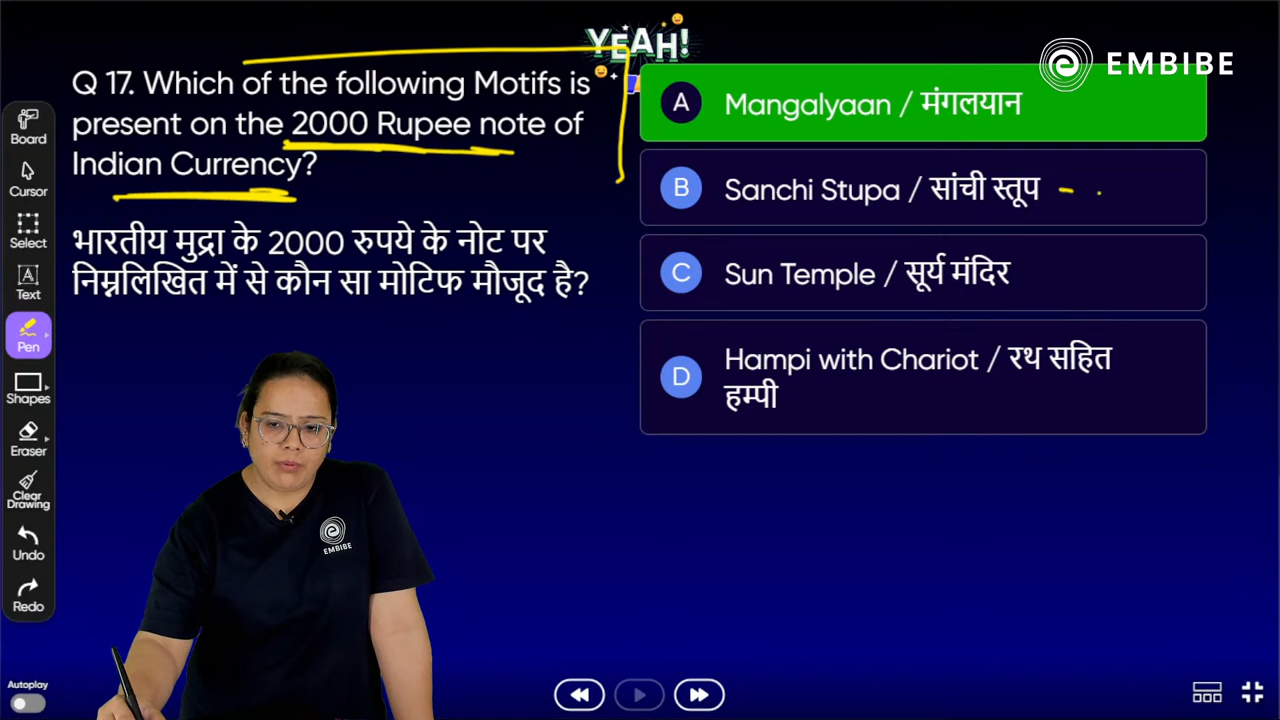 YEAH!
EMBIBE
Q 17. Which of the following Motifs is
present on the 2000 Rupee note of
Indian Currency?
भारतीय मुद्रा के 2000 रुपये के नोट पर
निम्नलिखित में से कौन सा मोटिफ मौजूद है?
A Mangalyaan / मंगलयान
B Sanchi Stupa / सांची स्तूप
C Sun Temple / सूर्य मंदिर
D Hampi with Chariot / रथ सहित
हम्पी
Board
Cursor
Select
Text
Pen
Shapes
Eraser
Clear
Drawing
Undo
Redo
Autoplay
EMBIBE